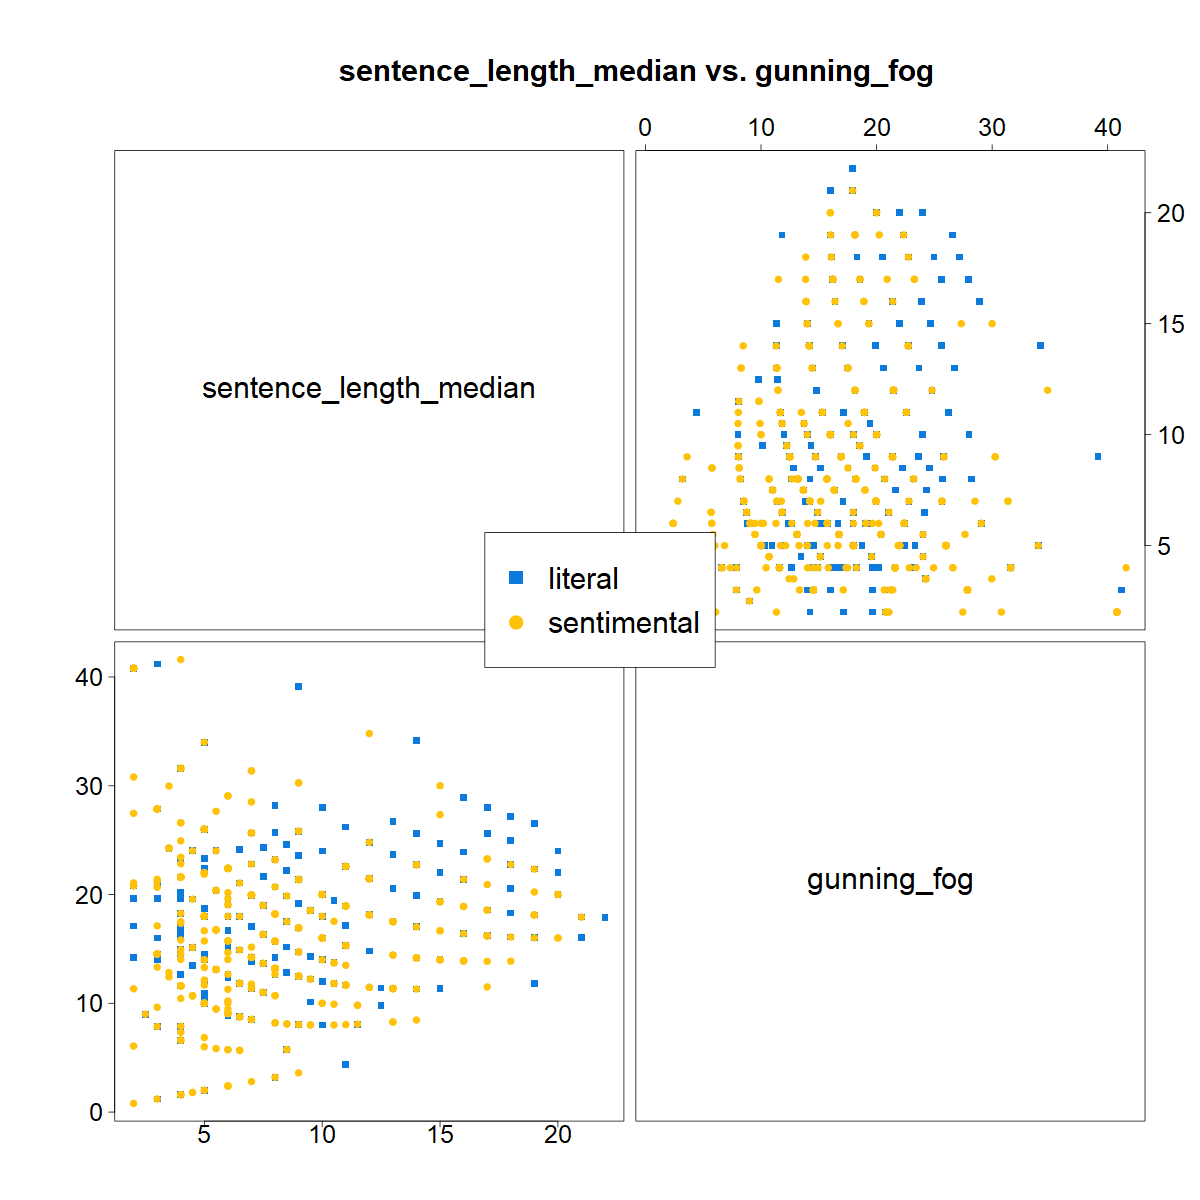 sentence_length_median vs. gunning_fog
0 10 20 30 40
sentence_length_median
20
15
10
5
literal
sentimental
40
30
20
10
0
gunning_fog
5 10 15 20